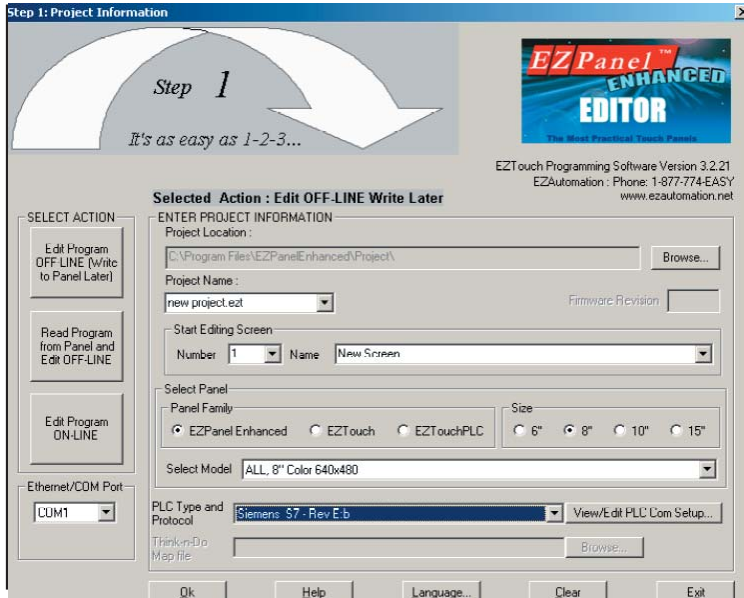 Step 1: Project Information
Step 1
It's as easy as 1-2-3...
EZPanel™
ENHANCED
EDITOR
The Most Practical Touch Panels
EZTouch Programming Software Version 3.2.21
EZAutomation : Phone: 1-877-774-EASY
www.ezautomation.net
Selected Action : Edit OFF-LINE Write Later
SELECT ACTION
Edit Program
OFF-LINE (Write
to Panel Later)
Read Program
from Panel and
Edit OFF-LINE
Edit Program
ON-LINE
Ethernet/COM Port
COM1
ENTER PROJECT INFORMATION
Project Location :
C:\Program Files\EZPanelEnhanced\Project\
Browse...
Project Name :
new project.ezt
Firmware Revision
Start Editing Screen
Number 1 Name New Screen
Select Panel
Panel Family
EZPanel Enhanced EZTouch EZTouchPLC
Size
6" 8" 10" 15"
Select Model ALL, 8" Color 640x480
PLC Type and
Protocol
Siemens S7 - Rev E:b
View/Edit PLC Com Setup...
Think-n-Do
Map file
Browse...
Ok Help Language... Clear Exit